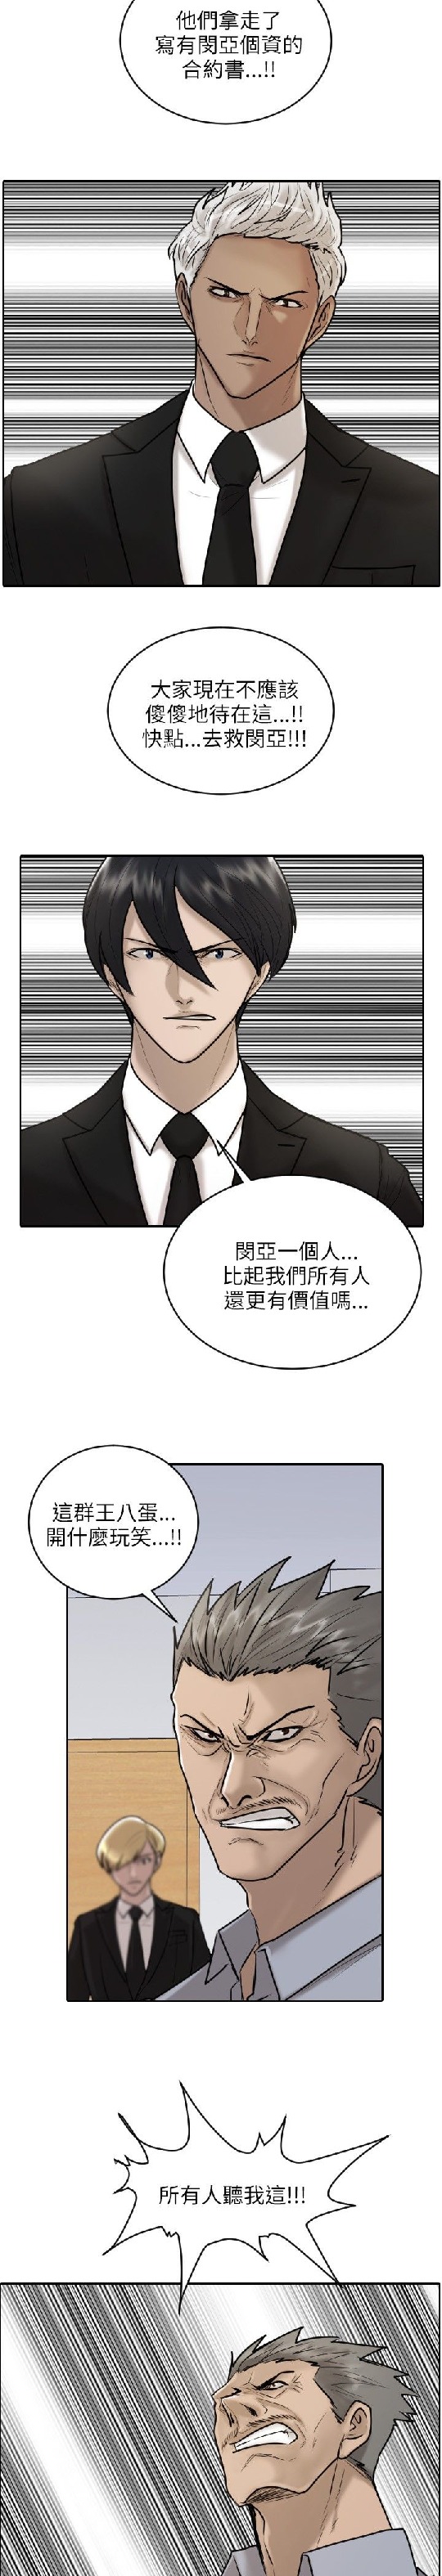 他們拿走了
寫有閔亞個資的
合約書...!!
大家現在不應該
傻傻地待在這...!!
快點...去救閔亞!!!
閔亞一個人...
比起我們所有人
還更有價值嗎...
這群王八蛋...
開什麼玩笑...!!
所有人聽我這!!!